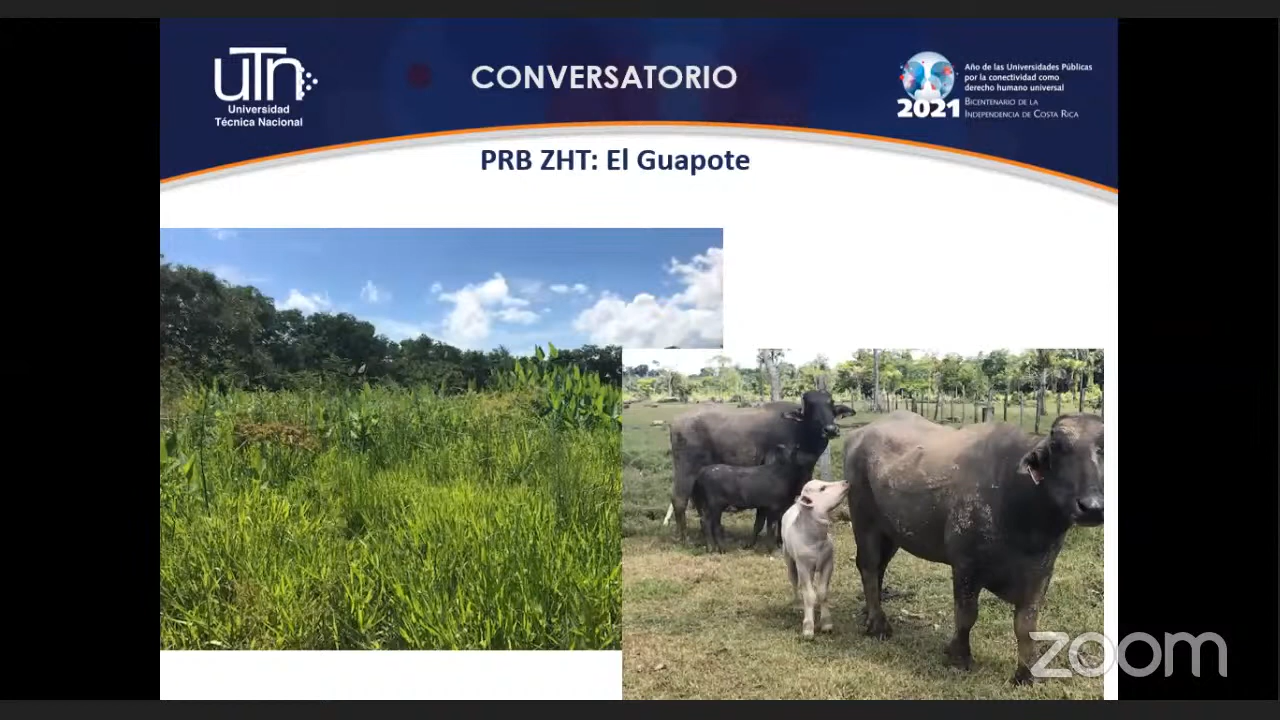 UTN
Universidad
Técnica Nacional
CONVERSATORIO
2021
Año de las Universidades Públicas
por la conectividad como
derecho humano universal
BICENTENARIO DE LA
INDEPENDENCIA DE COSTA RICA
PRB ZHT: El Guapote
zoom